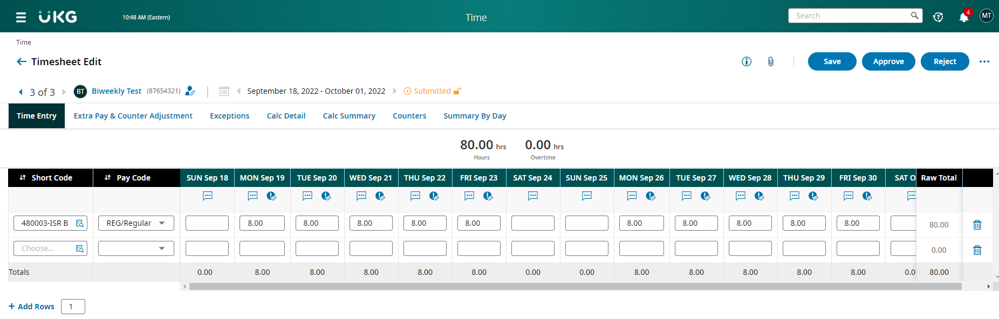 UKG 10:48 AM (Eastern) Time Search 4 MT
Time
Timesheet Edit Save Approve Reject
3 of 3 BT Biweekly Test (87654321) September 18, 2022 - October 01, 2022 Submitted
Time Entry Extra Pay & Counter Adjustment Exceptions Calc Detail Calc Summary Counters Summary By Day
80.00 hrs 0.00 hrs
Hours Overtime
Short Code Pay Code SUN Sep 18 MON Sep 19 TUE Sep 20 WED Sep 21 THU Sep 22 FRI Sep 23 SAT Sep 24 SUN Sep 25 MON Sep 26 TUE Sep 27 WED Sep 28 THU Sep 29 FRI Sep 30 SAT O Raw Total
480003-ISR B REG/Regular 8.00 8.00 8.00 8.00 8.00 8.00 8.00 8.00 8.00 8.00 80.00
Choose... 0.00
Totals 0.00 8.00 8.00 8.00 8.00 8.00 0.00 0.00 8.00 8.00 8.00 8.00 8.00 0.0 80.00
+ Add Rows 1